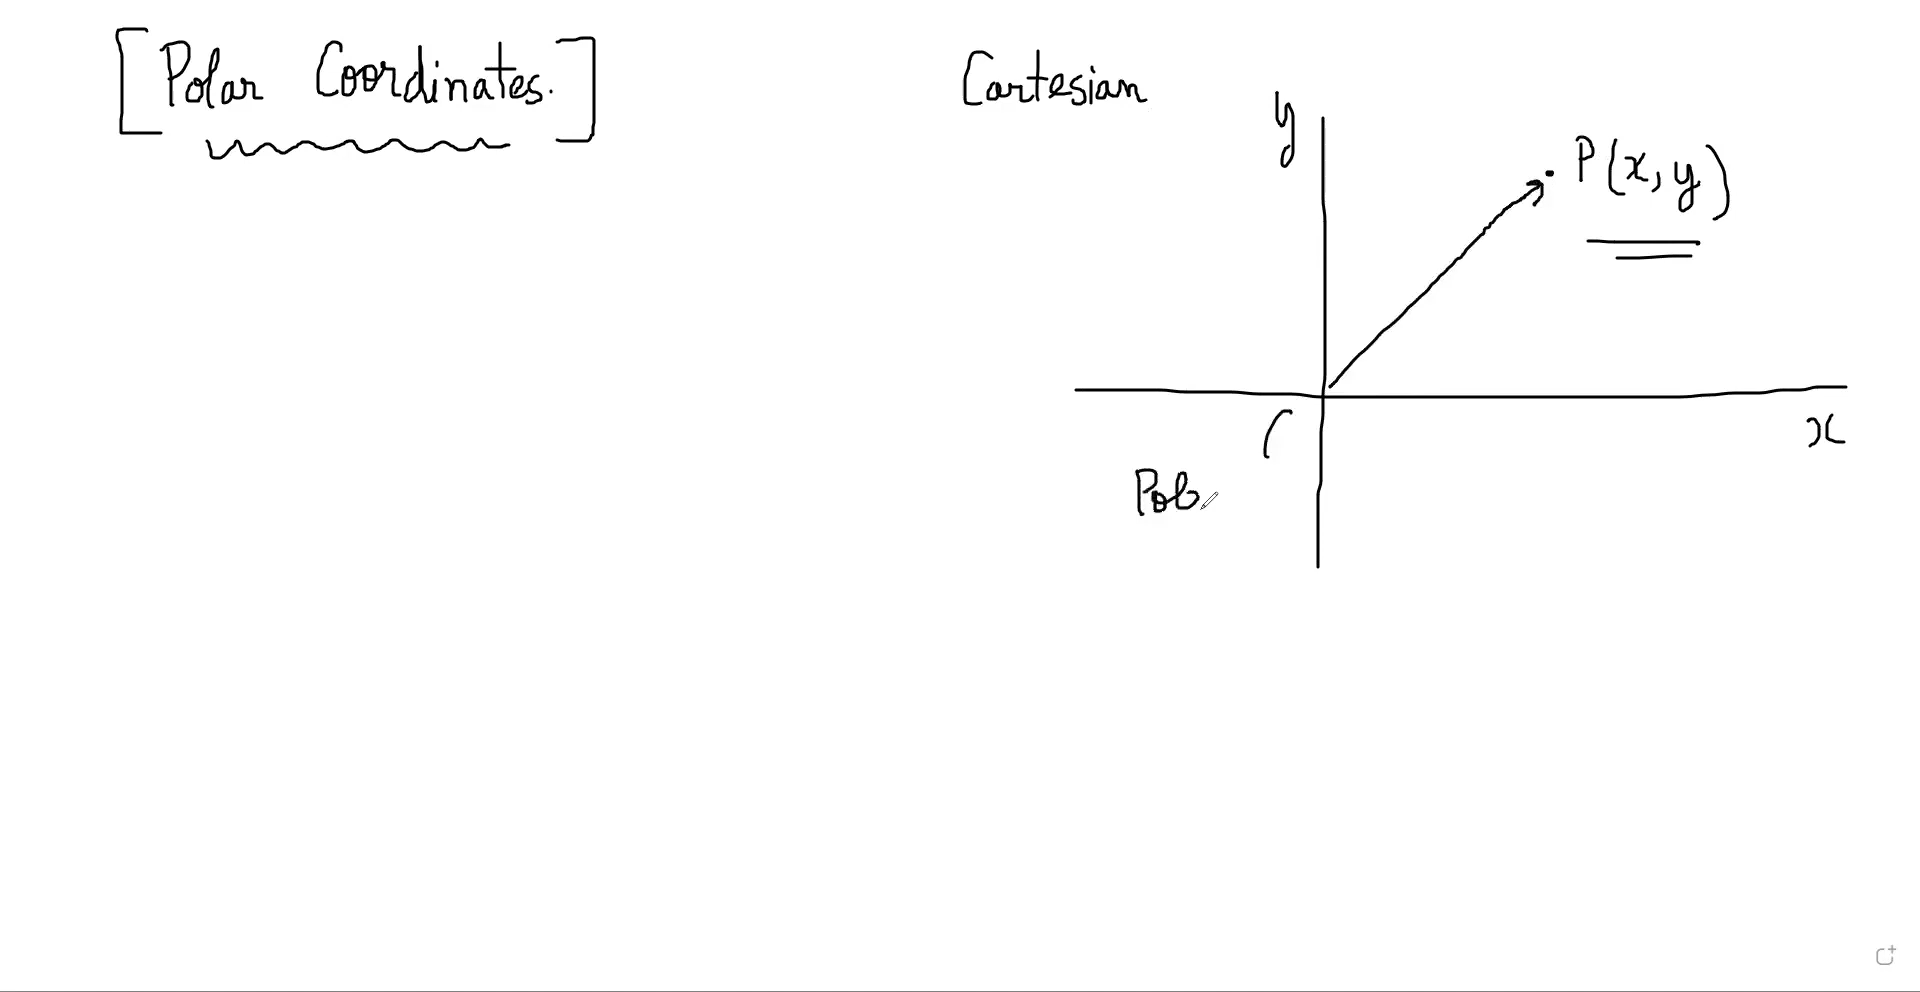 [Polar Coordinates.]
Cartesian
y
P(x, y)
x